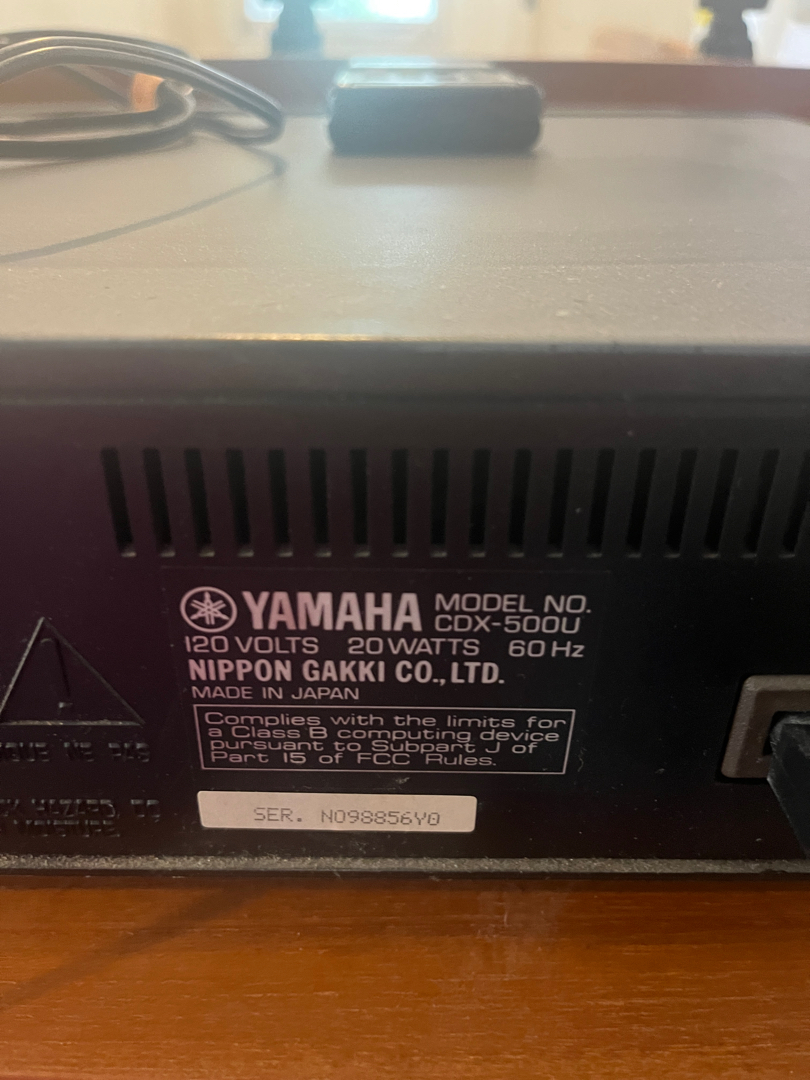 YAMAHA MODEL NO.
CDX-500U
120 VOLTS 20 WATTS 60 Hz
NIPPON GAKKI CO., LTD.
MADE IN JAPAN
Complies with the limits for
a Class B computing device
pursuant to Subpart J of
Part 15 of FCC Rules.
SER. NO98856Y0